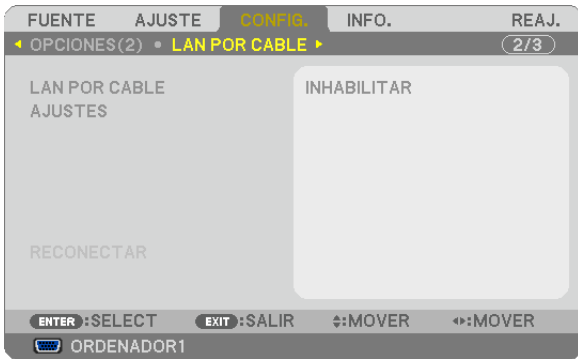 FUENTE AJUSTE CONFIG. INFO. REAJ.
OPCIONES(2) • LAN POR CABLE 2/3
LAN POR CABLE INHABILITAR
AJUSTES
RECONECTAR
ENTER :SELECT EXIT :SALIR :MOVER :MOVER
ORDENADOR1